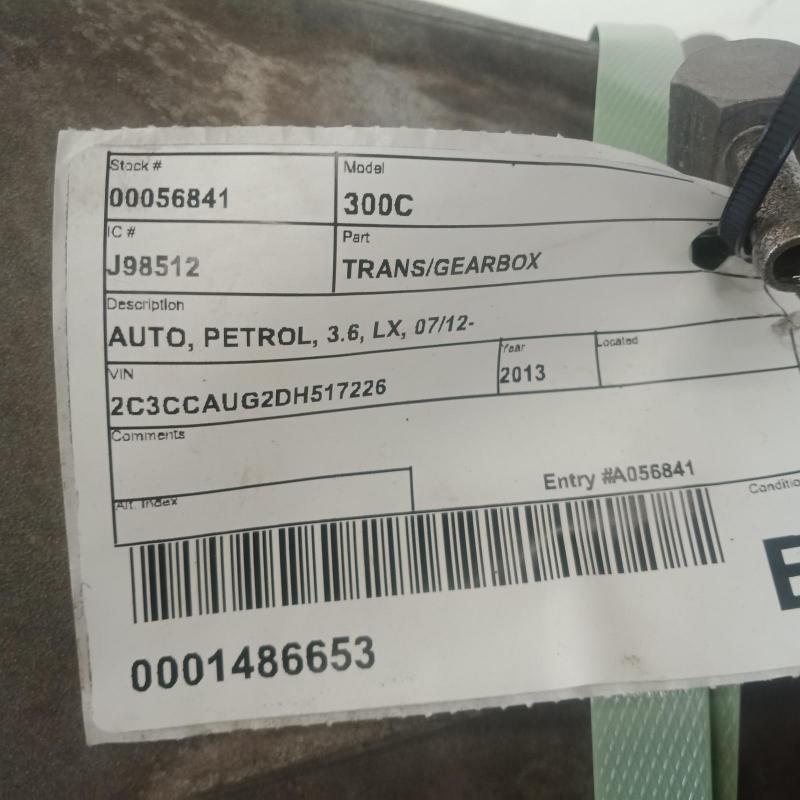 Stock #
00056841
Model
300C
IC #
J98512
Part
TRANS/GEARBOX
Description
AUTO, PETROL, 3.6, LX, 07/12-
VIN
2C3CCAUG2DH517226
Year
2013
Located
Comments
Alt. Index
Entry #A056841
0001486653